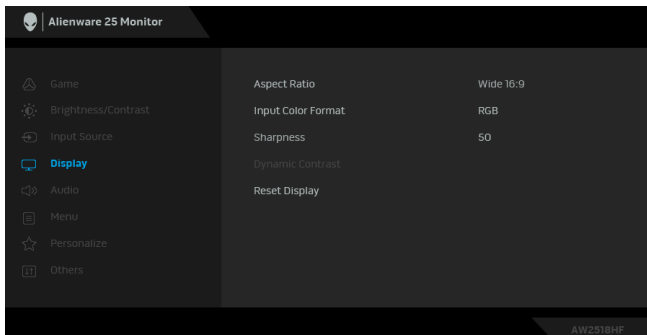 Alienware 25 Monitor
Game
Aspect Ratio Wide 16:9
Brightness/Contrast
Input Color Format RGB
Input Source
Sharpness 50
Display
Dynamic Contrast
Audio
Reset Display
Menu
Personalize
Others
AW2518HF